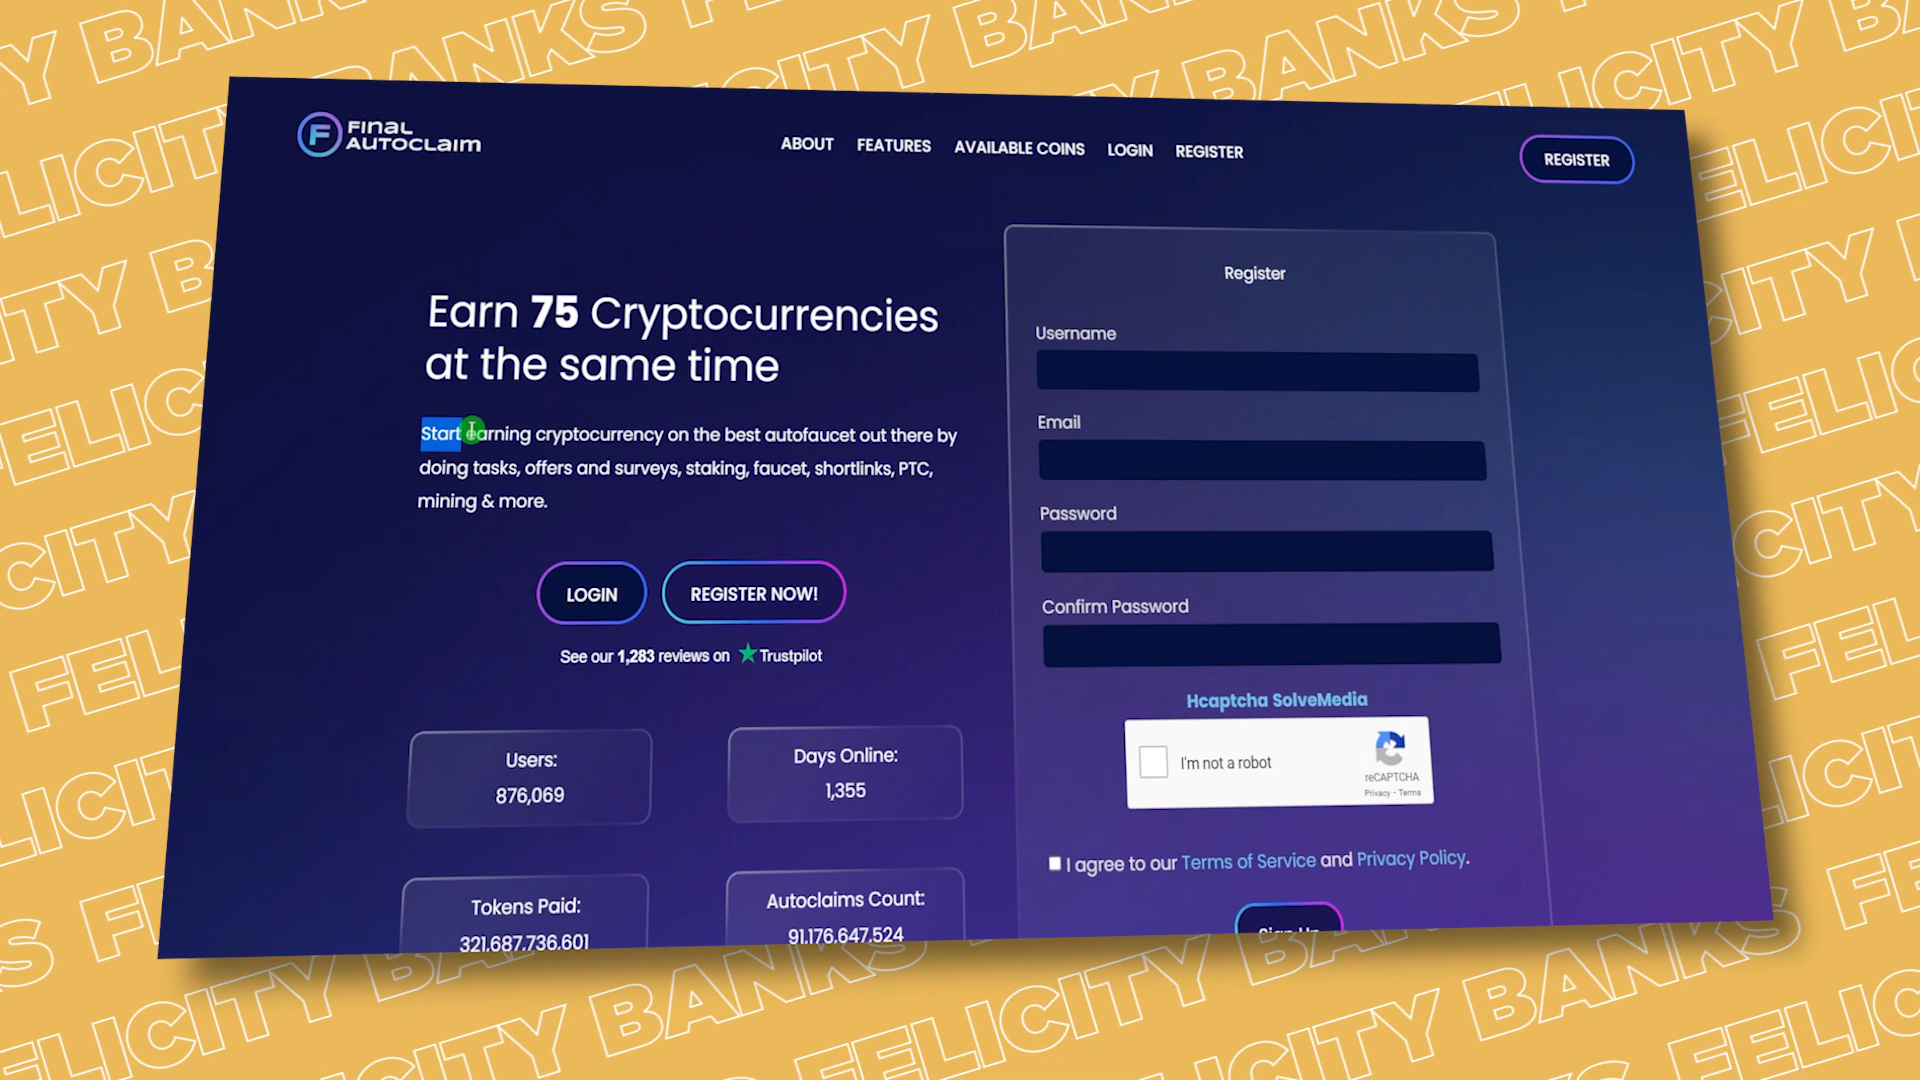 FINAL
AUTOCLAIM
ABOUT FEATURES AVAILABLE COINS LOGIN REGISTER
REGISTER
Earn 75 Cryptocurrencies
at the same time
Start earning cryptocurrency on the best autofaucet out there by
doing tasks, offers and surveys, staking, faucet, shortlinks, PTC,
mining & more.
LOGIN REGISTER NOW!
See our 1,283 reviews on Trustpilot
Users:
876,069
Days Online:
1,355
Tokens Paid:
321,687,736,601
Autoclaims Count:
91,176,647,524
Register
Username
Email
Password
Confirm Password
Hcaptcha SolveMedia
I'm not a robot
reCAPTCHA
Privacy - Terms
I agree to our Terms of Service and Privacy Policy.
Sign Up
FELICITY BANKS